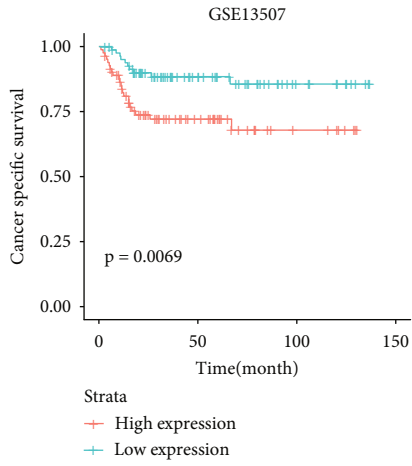 GSE13507
1.00
0.75
0.50
0.25
0.00
Cancer specific survival
p = 0.0069
0 50 100 150
Time(month)
Strata
High expression
Low expression